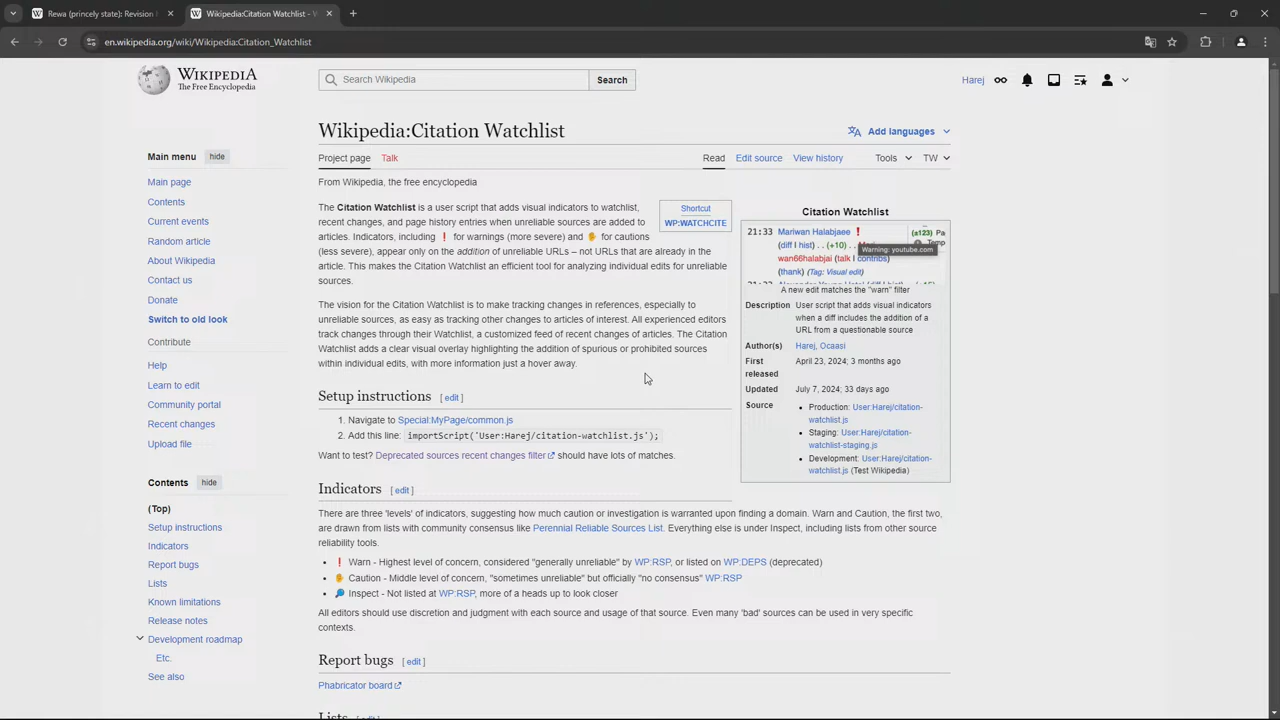 Rewa (princely state): Revision
Wikipedia:Citation Watchlist - W
en.wikipedia.org/wiki/Wikipedia:Citation_Watchlist
WIKIPEDIA
The Free Encyclopedia
Search Wikipedia
Search
Harej
Main menu
hide
Main page
Contents
Current events
Random article
About Wikipedia
Contact us
Donate
Switch to old look
Contribute
Help
Learn to edit
Community portal
Recent changes
Upload file
Contents
hide
(Top)
Setup instructions
Indicators
Report bugs
Lists
Known limitations
Release notes
Development roadmap
Etc.
See also
Wikipedia:Citation Watchlist
Add languages
Project page Talk
Read Edit source View history Tools TW
From Wikipedia, the free encyclopedia
Shortcut
WP:WATCHCITE
The Citation Watchlist is a user script that adds visual indicators to watchlist,
recent changes, and page history entries when unreliable sources are added to
articles. Indicators, including ❗ for warnings (more severe) and ✋ for cautions
(less severe), appear only on the addition of unreliable URLs – not URLs that are already in the
article. This makes the Citation Watchlist an efficient tool for analyzing individual edits for unreliable
sources.
The vision for the Citation Watchlist is to make tracking changes in references, especially to
unreliable sources, as easy as tracking other changes to articles of interest. All experienced editors
track changes through their Watchlist, a customized feed of recent changes of articles. The Citation
Watchlist adds a clear visual overlay highlighting the addition of spurious or prohibited sources
within individual edits, with more information just a hover away.
Citation Watchlist
21:33 Mariwan Halabjaee ❗ (±123) Pa
(diff | hist) . . (+10) . .
Temp
Warning: youtube.com
wan66halabjai (talk | contribs)
(thank) (Tag: Visual edit)
A new edit matches the "warn" filter
Description User script that adds visual indicators
when a diff includes the addition of a
URL from a questionable source
Author(s) Harej, Ocaasi
First released April 23, 2024; 3 months ago
Updated July 7, 2024; 33 days ago
Source
• Production: User:Harej/citation-
watchlist.js
• Staging: User:Harej/citation-
watchlist-staging.js
• Development: User:Harej/citation-
watchlist.js (Test Wikipedia)
Setup instructions [ edit ]
1. Navigate to Special:MyPage/common.js
2. Add this line: importScript('User:Harej/citation-watchlist.js');
Want to test? Deprecated sources recent changes filter should have lots of matches.
Indicators [ edit ]
There are three 'levels' of indicators, suggesting how much caution or investigation is warranted upon finding a domain. Warn and Caution, the first two,
are drawn from lists with community consensus like Perennial Reliable Sources List. Everything else is under Inspect, including lists from other source
reliability tools.
• ❗ Warn - Highest level of concern, considered "generally unreliable" by WP:RSP, or listed on WP:DEPS (deprecated)
• ✋ Caution - Middle level of concern, "sometimes unreliable" but officially "no consensus" WP:RSP
• 🔎 Inspect - Not listed at WP:RSP, more of a heads up to look closer
All editors should use discretion and judgment with each source and usage of that source. Even many 'bad' sources can be used in very specific
contexts.
Report bugs [ edit ]
Phabricator board
Lists [ edit ]